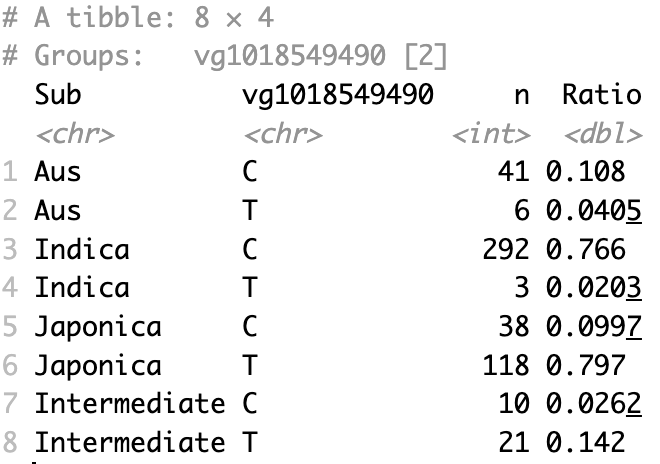 # A tibble: 8 × 4
# Groups:   vg1018549490 [2]
  Sub          vg1018549490     n  Ratio
  <chr>        <chr>        <int>  <dbl>
1 Aus          C               41 0.108
2 Aus          T                6 0.0405
3 Indica       C              292 0.766
4 Indica       T                3 0.0203
5 Japonica     C               38 0.0997
6 Japonica     T              118 0.797
7 Intermediate C               10 0.0262
8 Intermediate T               21 0.142